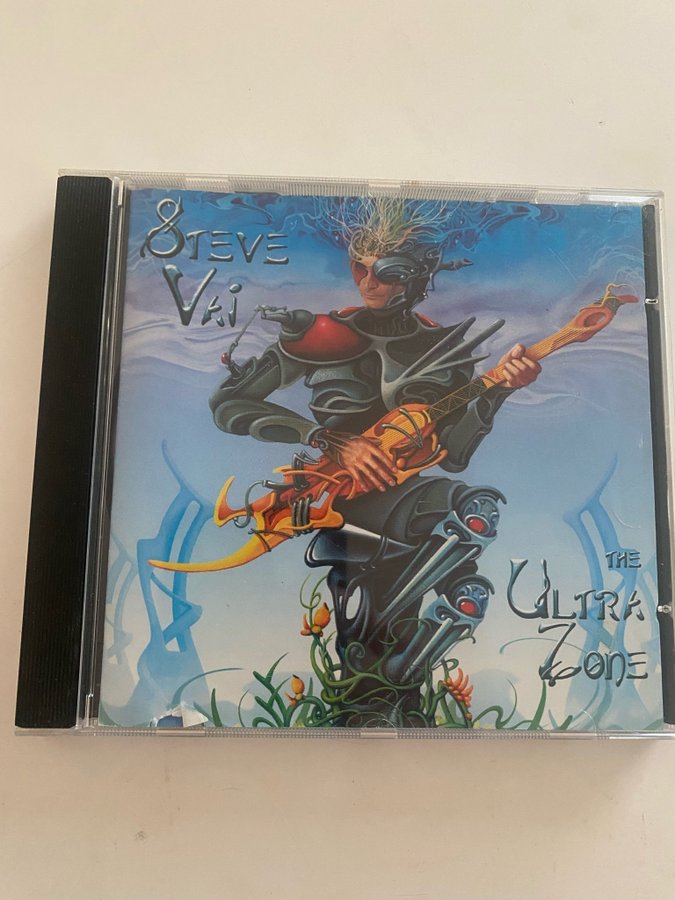 STEVE
VAI
THE
ULTRA
ZONE